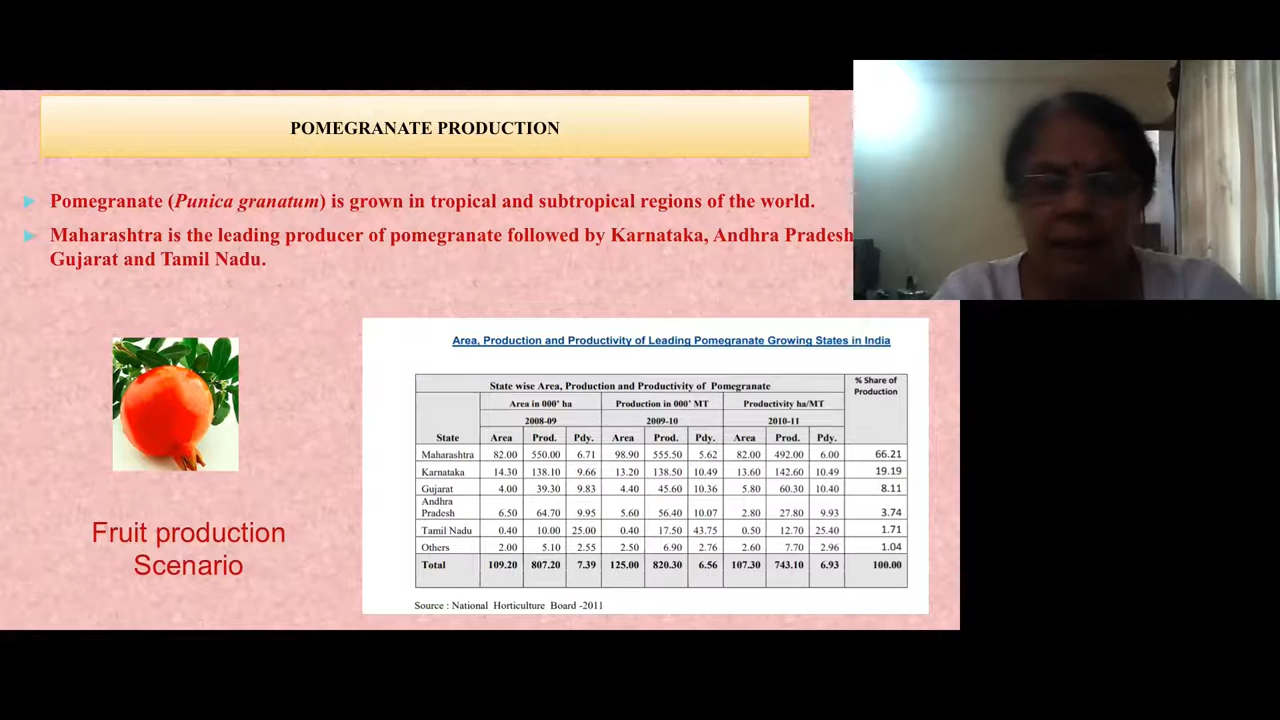 POMEGRANATE PRODUCTION
Pomegranate (Punica granatum) is grown in tropical and subtropical regions of the world.
Maharashtra is the leading producer of pomegranate followed by Karnataka, Andhra Pradesh
Gujarat and Tamil Nadu.
Fruit production
Scenario
Area, Production and Productivity of Leading Pomegranate Growing States in India
State wise Area, Production and Productivity of Pomegranate % Share of Production
Area in 000' ha Production in 000' MT Productivity ha/MT
2008-09 2009-10 2010-11
State Area Prod. Pdy. Area Prod. Pdy. Area Prod. Pdy.
Maharashtra 82.00 550.00 6.71 98.90 555.50 5.62 82.00 492.00 6.00 66.21
Karnataka 14.30 138.10 9.66 13.20 138.50 10.49 13.60 142.60 10.49 19.19
Gujarat 4.00 39.30 9.83 4.40 45.60 10.36 5.80 60.30 10.40 8.11
Andhra
Pradesh 6.50 64.70 9.95 5.60 56.40 10.07 2.80 27.80 9.93 3.74
Tamil Nadu 0.40 10.00 25.00 0.40 17.50 43.75 0.50 12.70 25.40 1.71
Others 2.00 5.10 2.55 2.50 6.90 2.76 2.60 7.70 2.96 1.04
Total 109.20 807.20 7.39 125.00 820.30 6.56 107.30 743.10 6.93 100.00
Source : National Horticulture Board -2011